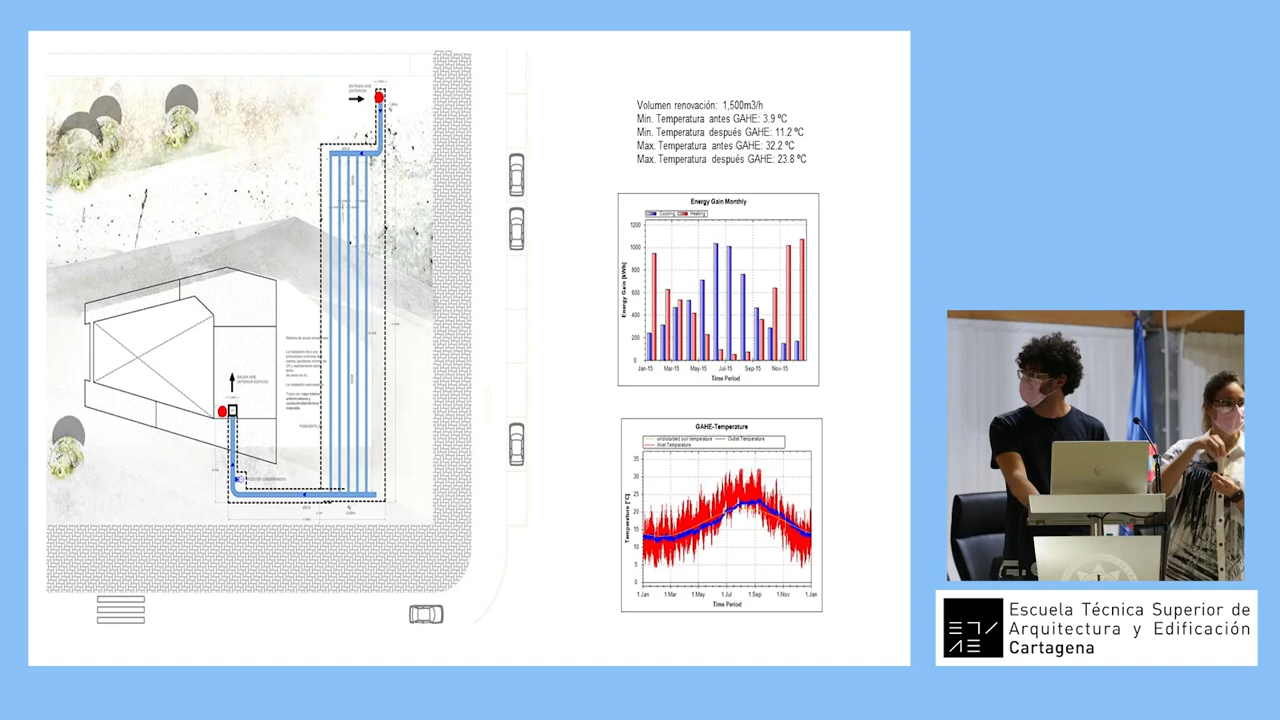 ENTRADA AIRE
EXTERIOR
SALIDA AIRE
INTERIOR EDIFICIO
Volumen renovación: 1,500m3/h
Min. Temperatura antes GAHE: 3.9 ºC
Min. Temperatura después GAHE: 11.2 ºC
Max. Temperatura antes GAHE: 32.2 ºC
Max. Temperatura después GAHE: 23.8 ºC
Energy Gain Monthly
Cooling Heating
Energy Gain [kWh]
1200
1000
800
600
400
200
0
Jan-15 Mar-15 May-15 Jul-15 Sep-15 Nov-15
Time Period
GAHE-Temperature
undisturbed soil temperature Outlet Temperature
Inlet Temperature
Temperature [°C]
35
30
25
20
15
10
5
0
1.Jan 1.Mar 1.May 1.Jul 1.Sep 1.Nov 1.Jan
Time Period
Escuela Técnica Superior de
Arquitectura y Edificación
Cartagena